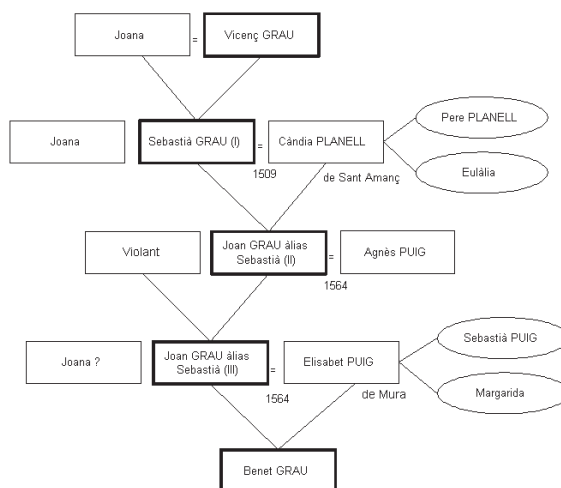 Joana
=
Vicenç GRAU
Joana
Sebastià GRAU (I)
=
Càndia PLANELL
Pere PLANELL
Eulàlia
1509
de Sant Amanç
Violant
Joan GRAU àlias
Sebastià (II)
=
Agnès PUIG
1564
Joana ?
Joan GRAU àlias
Sebastià (III)
=
Elisabet PUIG
Sebastià PUIG
Margarida
1564
de Mura
Benet GRAU